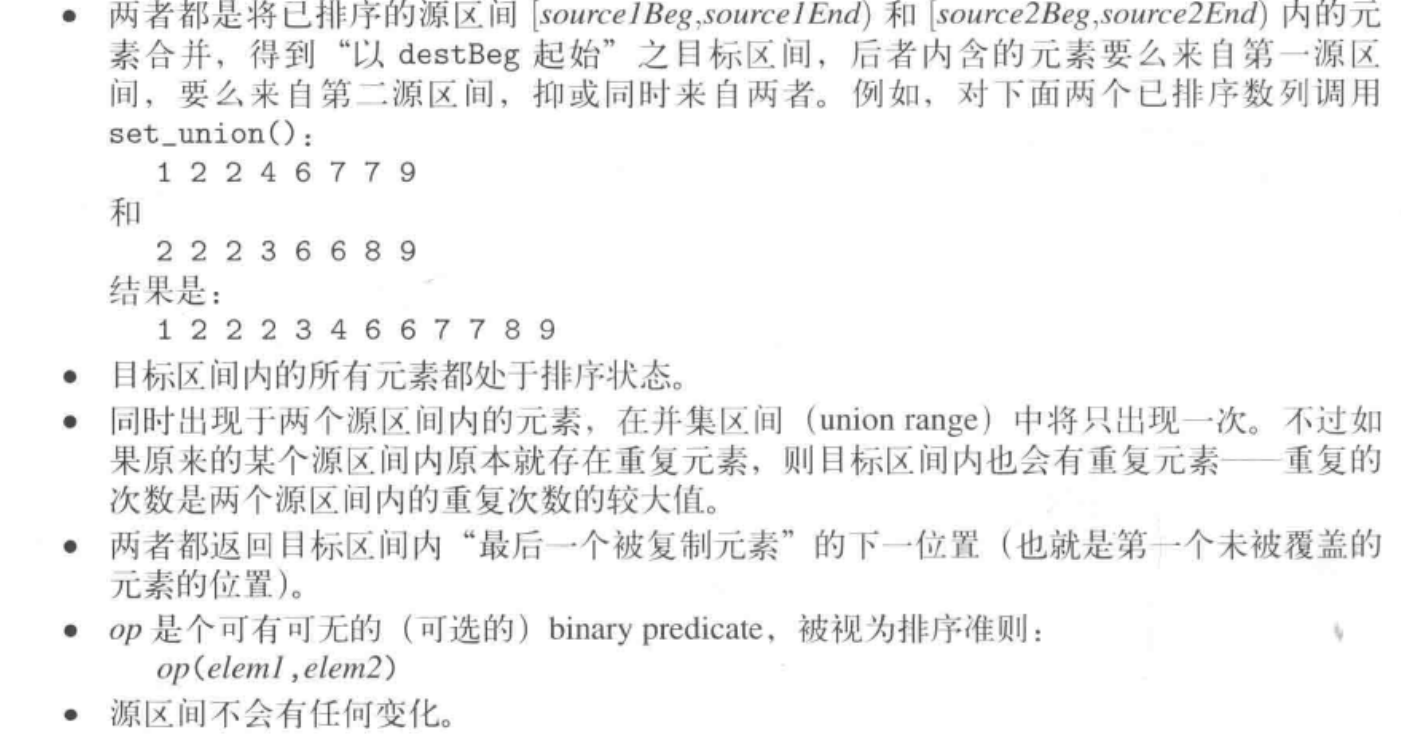 • 两者都是将已排序的源区间 [source1Beg,source1End) 和 [source2Beg,source2End) 内的元
素合并，得到“以 destBeg 起始”之目标区间，后者内含的元素要么来自第一源区
间，要么来自第二源区间，抑或同时来自两者。例如，对下面两个已排序数列调用
set_union()：
1 2 2 4 6 7 7 9
和
2 2 2 3 6 6 8 9
结果是：
1 2 2 2 3 4 6 6 7 7 8 9
• 目标区间内的所有元素都处于排序状态。
• 同时出现于两个源区间内的元素，在并集区间（union range）中将只出现一次。不过如
果原来的某个源区间内原本就存在重复元素，则目标区间内也会有重复元素——重复的
次数是两个源区间内的重复次数的较大值。
• 两者都返回目标区间内“最后一个被复制元素”的下一位置（也就是第一个未被覆盖的
元素的位置）。
• op 是个可有可无的（可选的）binary predicate，被视为排序准则：
op(elem1,elem2)
• 源区间不会有任何变化。